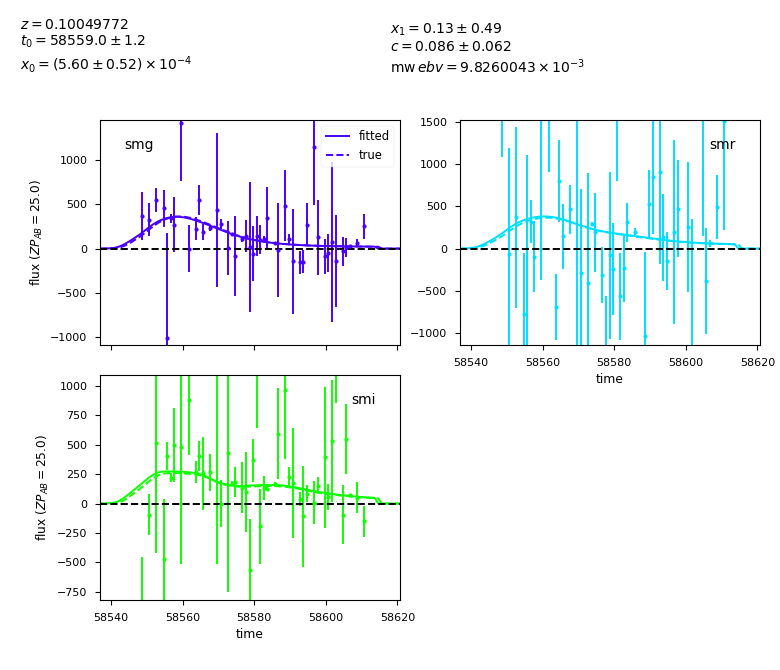 z = 0.10049772
t₀ = 58559.0 ± 1.2
x₀ = (5.60 ± 0.52) × 10⁻⁴
x₁ = 0.13 ± 0.49
c = 0.086 ± 0.062
mw ebv = 9.8260043 × 10⁻³
smg
fitted
true
1000
500
0
−500
−1000
flux (ZP_AB = 25.0)
smr
1500
1000
500
0
−500
−1000
58540 58560 58580 58600 58620
time
smi
1000
750
500
250
0
−250
−500
−750
flux (ZP_AB = 25.0)
58540 58560 58580 58600 58620
time